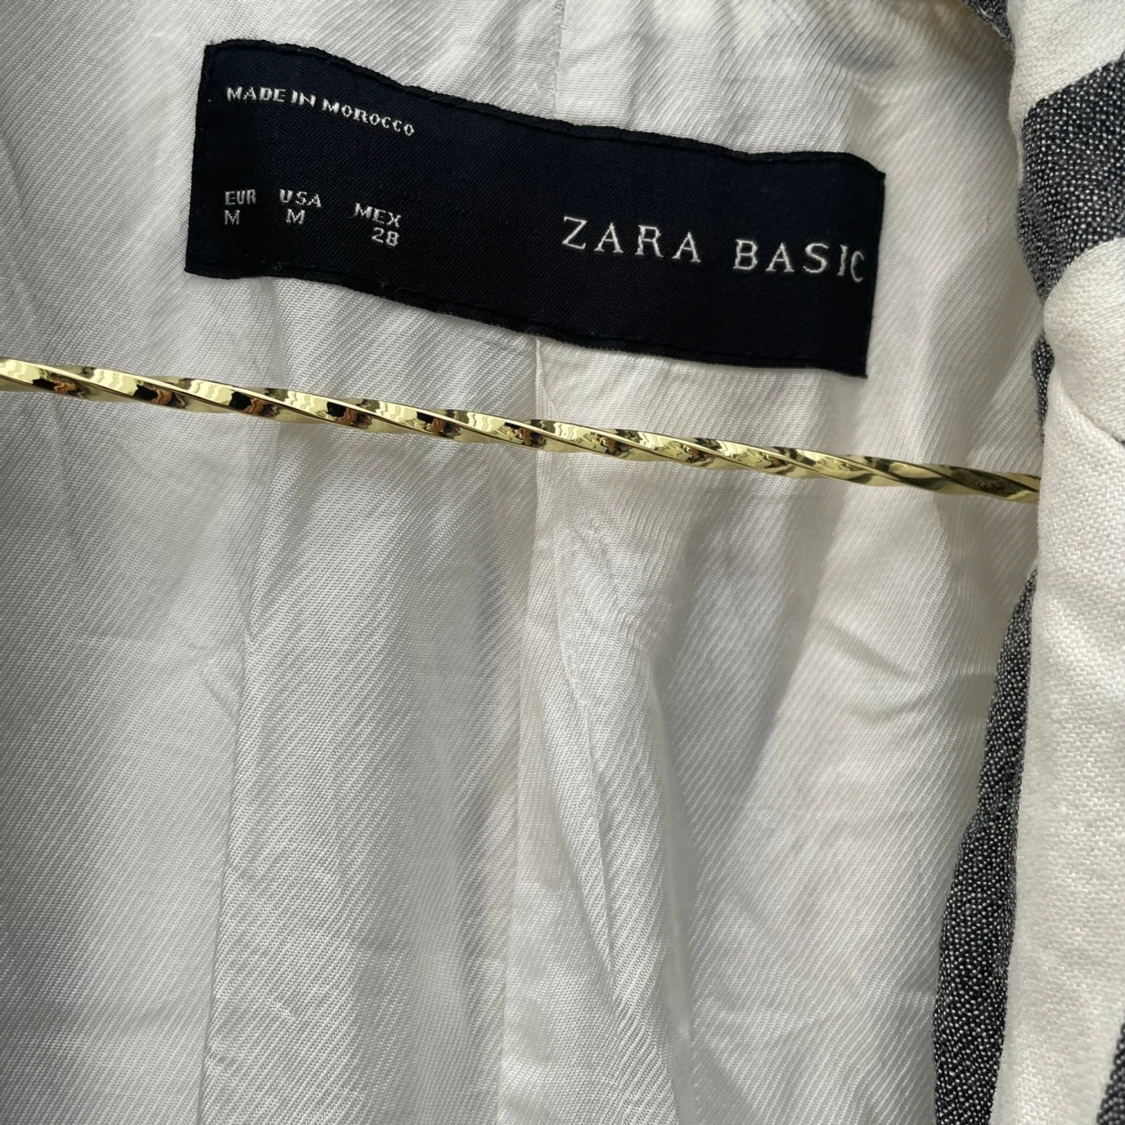 MADE IN MOROCCO
EUR USA MEX
M M 28
ZARA BASIC